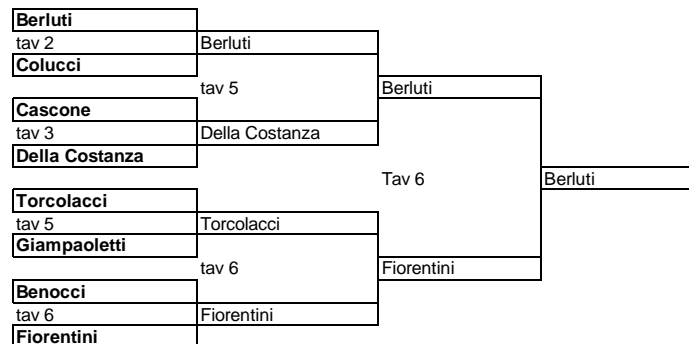 Berluti
tav 2 Berluti
Colucci
tav 5 Berluti
Cascone
tav 3 Della Costanza
Della Costanza
Tav 6 Berluti
Torcolacci
tav 5 Torcolacci
Giampaoletti
tav 6 Fiorentini
Benocci
tav 6 Fiorentini
Fiorentini